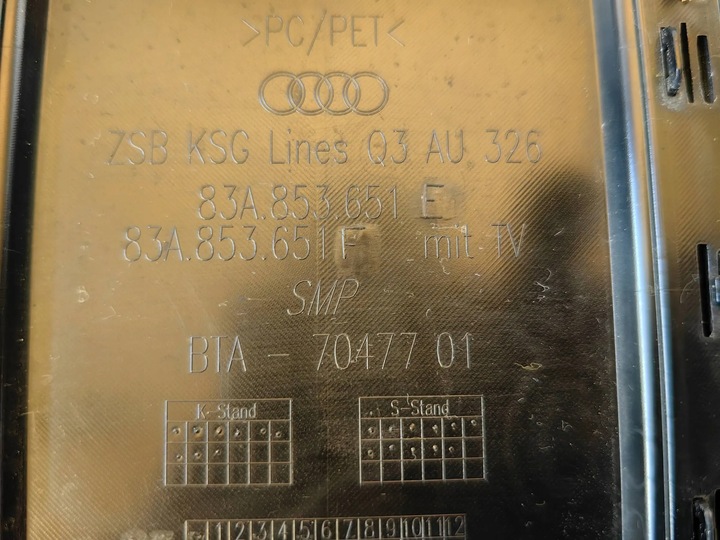 >PC/PET<
ZSB KSG Lines Q3 AU 326
83A.853.651 E
83A.853.651 F mit TV
SMP
BTA - 70477 01
K-Stand S-Stand
1 2 3 4 5 6 7 8 9 10 11 12